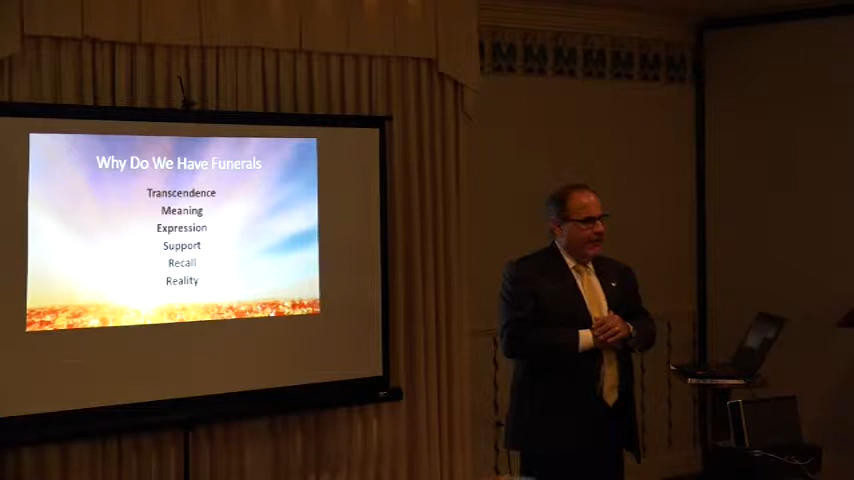 Why Do We Have Funerals
Transcendence
Meaning
Expression
Support
Recall
Reality